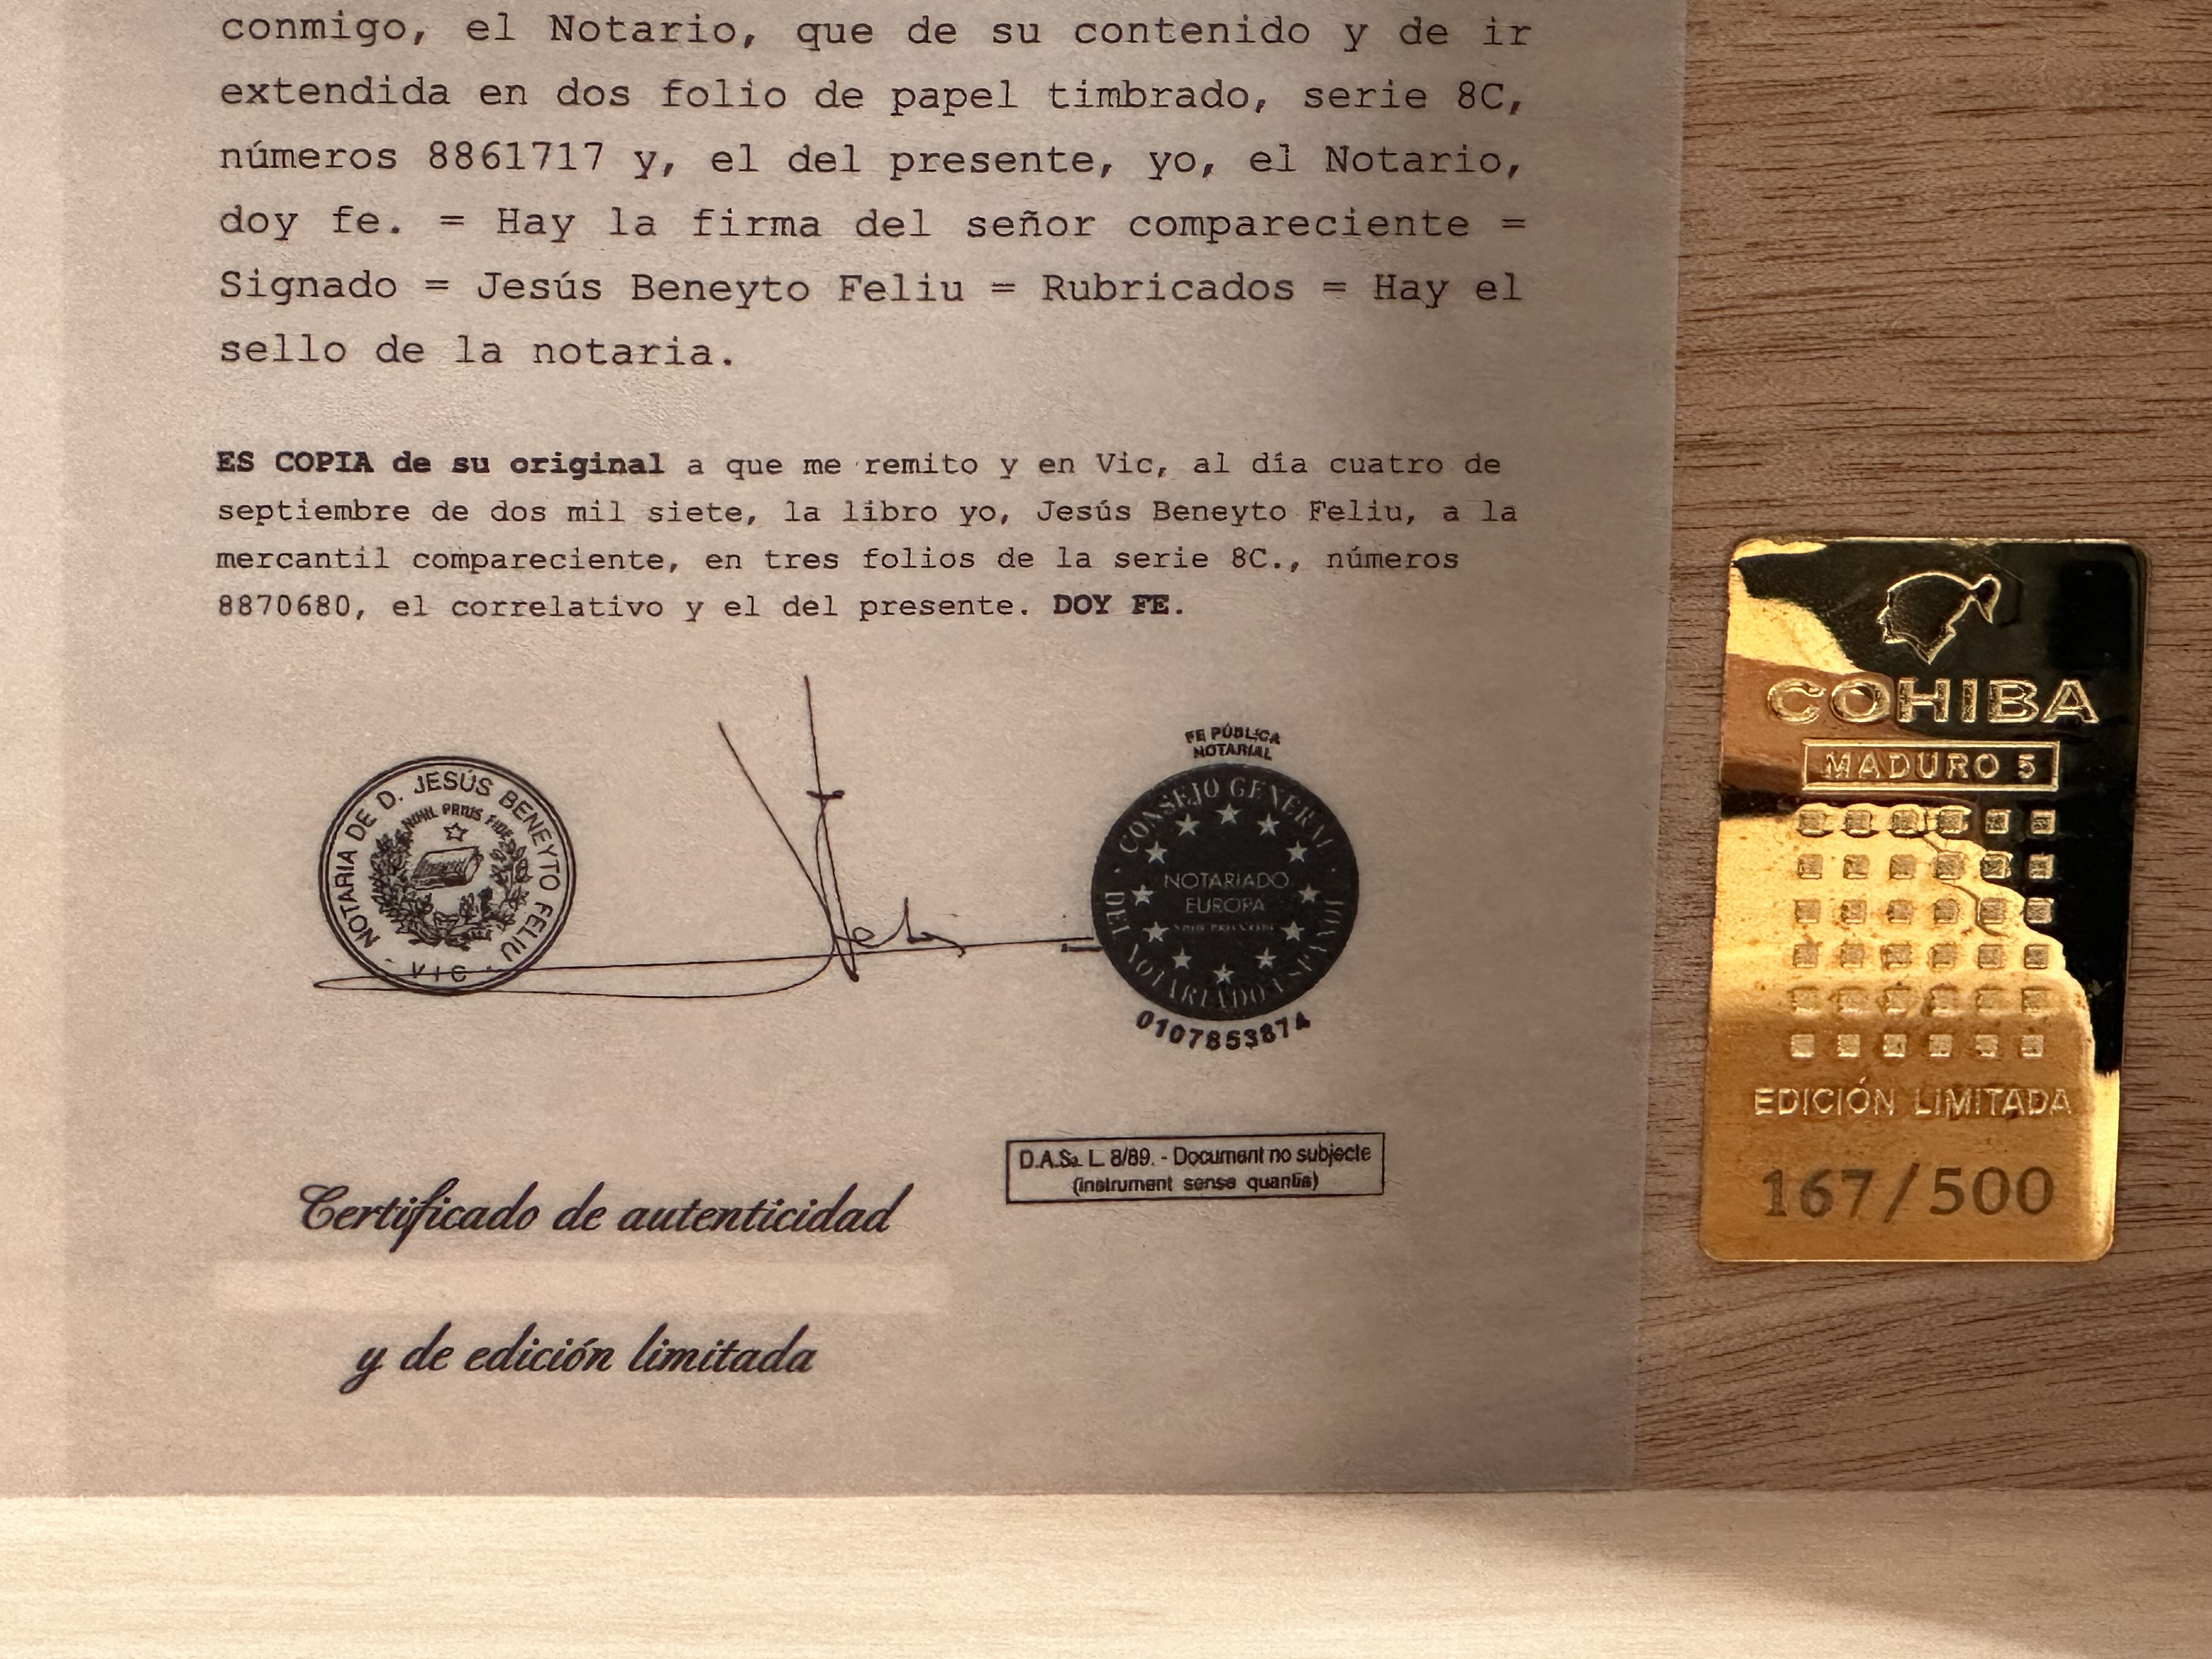 conmigo, el Notario, que de su contenido y de ir
extendida en dos folio de papel timbrado, serie 8C,
números 8861717 y, el del presente, yo, el Notario,
doy fe. = Hay la firma del señor compareciente =
Signado = Jesús Beneyto Feliu = Rubricados = Hay el
sello de la notaria.
ES COPIA de su original a que me remito y en Vic, al día cuatro de
septiembre de dos mil siete, la libro yo, Jesús Beneyto Feliu, a la
mercantil compareciente, en tres folios de la serie 8C., números
8870680, el correlativo y el del presente. DOY FE.
NOTARIA DE D. JESÚS BENEYTO FELIU
NIHIL PRIUS FIDE
· VIC ·
FE PÚBLICA
NOTARIAL
CONSEJO GENERAL
DEL NOTARIADO ESPAÑOL
NOTARIADO
EUROPA
0107853874
D.A.Sa. L. 8/89. - Document no subjecte
(instrument sense quantia)
Certificado de autenticidad
y de edición limitada
COHIBA
MADURO 5
EDICIÓN LIMITADA
167/500